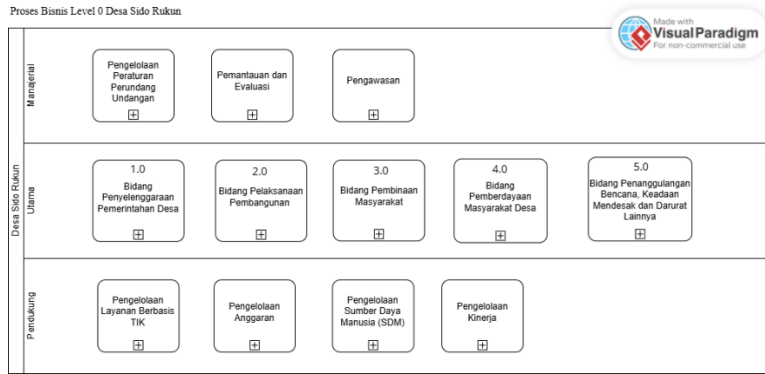 Proses Bisnis Level 0 Desa Sido Rukun
Made with
Visual Paradigm
For non-commercial use
Desa Sido Rukun
Manajerial
Pengelolaan
Peraturan
Perundang
Undangan
Pemantauan dan
Evaluasi
Pengawasan
Utama
1.0
Bidang
Penyelenggaraan
Pemerintahan Desa
2.0
Bidang Pelaksanaan
Pembangunan
3.0
Bidang Pembinaan
Masyarakat
4.0
Bidang
Pemberdayaan
Masyarakat Desa
5.0
Bidang Penanggulangan
Bencana, Keadaan
Mendesak dan Darurat
Lainnya
Pendukung
Pengelolaan
Layanan Berbasis
TIK
Pengelolaan
Anggaran
Pengelolaan
Sumber Daya
Manusia (SDM)
Pengelolaan
Kinerja